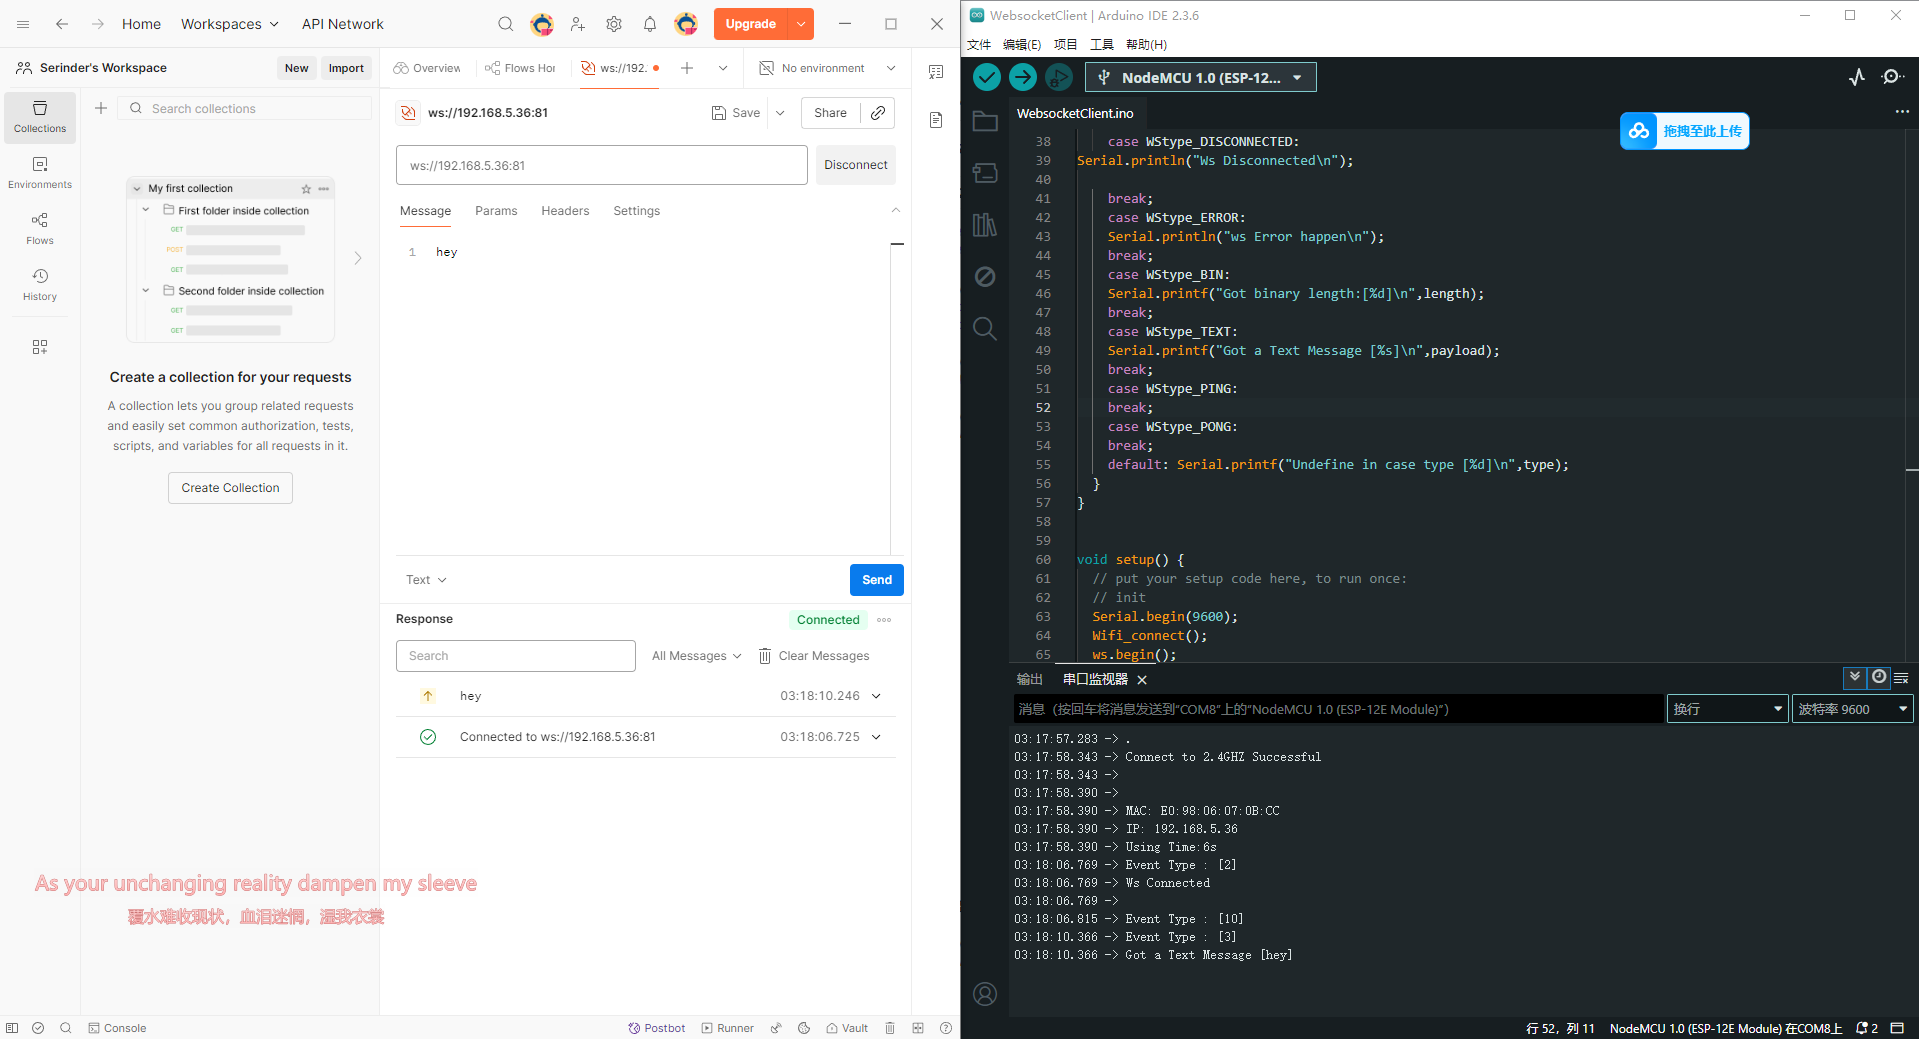 Home
Workspaces
API Network
Upgrade
Serinder's Workspace
New
Import
Overview
Flows Hor
ws://192.
No environment
Collections
Environments
Flows
History
Search collections
My first collection
First folder inside collection
GET
POST
GET
Second folder inside collection
GET
GET
Create a collection for your requests
A collection lets you group related requests
and easily set common authorization, tests,
scripts, and variables for all requests in it.
Create Collection
ws://192.168.5.36:81
Save
Share
ws://192.168.5.36:81
Disconnect
Message
Params
Headers
Settings
1 hey
Text
Send
Response
Connected
Search
All Messages
Clear Messages
hey 03:18:10.246
Connected to ws://192.168.5.36:81 03:18:06.725
As your unchanging reality dampen my sleeve
覆水难收现状，血泪迷惘，湿我衣裳
Console
Postbot
Runner
Vault
WebsocketClient | Arduino IDE 2.3.6
文件 编辑(E) 项目 工具 帮助(H)
NodeMCU 1.0 (ESP-12...
WebsocketClient.ino
拖拽至此上传
38 case WStype_DISCONNECTED:
39 Serial.println("Ws Disconnected\n");
40
41 break;
42 case WStype_ERROR:
43 Serial.println("ws Error happen\n");
44 break;
45 case WStype_BIN:
46 Serial.printf("Got binary length:[%d]\n",length);
47 break;
48 case WStype_TEXT:
49 Serial.printf("Got a Text Message [%s]\n",payload);
50 break;
51 case WStype_PING:
52 break;
53 case WStype_PONG:
54 break;
55 default: Serial.printf("Undefine in case type [%d]\n",type);
56 }
57 }
58
59
60 void setup() {
61 // put your setup code here, to run once:
62 // init
63 Serial.begin(9600);
64 Wifi_connect();
65 ws.begin();
输出 串口监视器
消息（按回车将消息发送到“COM8”上的“NodeMCU 1.0 (ESP-12E Module)”）
换行
波特率 9600
03:17:57.283 -> .
03:17:58.343 -> Connect to 2.4GHZ Successful
03:17:58.343 ->
03:17:58.390 ->
03:17:58.390 -> MAC: E0:98:06:07:0B:CC
03:17:58.390 -> IP: 192.168.5.36
03:17:58.390 -> Using Time:6s
03:18:06.769 -> Event Type : [2]
03:18:06.769 -> Ws Connected
03:18:06.769 ->
03:18:06.815 -> Event Type : [10]
03:18:10.366 -> Event Type : [3]
03:18:10.366 -> Got a Text Message [hey]
行 52，列 11
NodeMCU 1.0 (ESP-12E Module) 在COM8上
2